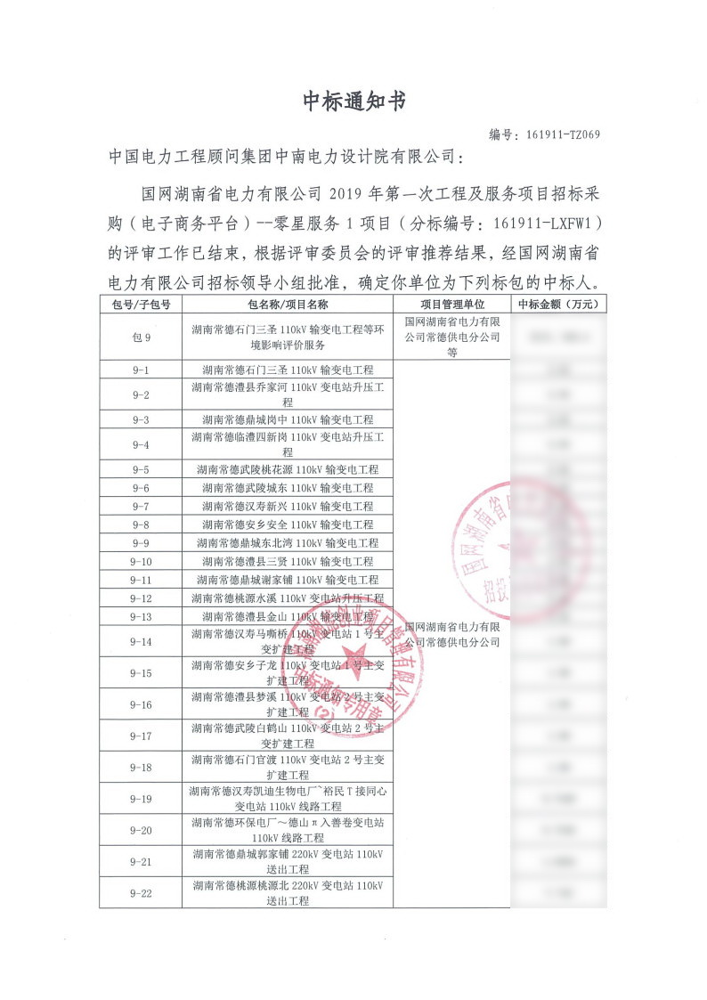 中标通知书
编号：161911-TZ069
中国电力工程顾问集团中南电力设计院有限公司：
国网湖南省电力有限公司 2019 年第一次工程及服务项目招标采
购（电子商务平台）--零星服务 1 项目（分标编号：161911-LXFW1）
的评审工作已结束，根据评审委员会的评审推荐结果，经国网湖南省
电力有限公司招标领导小组批准，确定你单位为下列标包的中标人。
包号/子包号 包名称/项目名称 项目管理单位 中标金额（万元）
包 9 湖南常德石门三圣 110kV 输变电工程等环
境影响评价服务
国网湖南省电力有限
公司常德供电分公司
等
9-1 湖南常德石门三圣 110kV 输变电工程
9-2 湖南常德澧县乔家河 110kV 变电站升压工
程
9-3 湖南常德鼎城岗中 110kV 输变电工程
9-4 湖南常德临澧四新岗 110kV 变电站升压工
程
9-5 湖南常德武陵桃花源 110kV 输变电工程
9-6 湖南常德武陵城东 110kV 输变电工程
9-7 湖南常德汉寿新兴 110kV 输变电工程
9-8 湖南常德安乡安全 110kV 输变电工程
9-9 湖南常德鼎城东北湾 110kV 输变电工程
9-10 湖南常德澧县三贤 110kV 输变电工程
9-11 湖南常德鼎城谢家铺 110kV 输变电工程
9-12 湖南常德桃源水溪 110kV 变电站升压工程
9-13 湖南常德澧县金山 110kV 输变电工程
9-14 湖南常德汉寿马嘶桥 110kV 变电站 1 号主
变扩建工程
国网湖南省电力有限
公司常德供电分公司
9-15 湖南常德安乡子龙 110kV 变电站 1 号主变
扩建工程
9-16 湖南常德澧县梦溪 110kV 变电站 2 号主变
扩建工程
9-17 湖南常德武陵白鹤山 110kV 变电站 2 号主
变扩建工程
9-18 湖南常德石门官渡 110kV 变电站 2 号主变
扩建工程
9-19 湖南常德汉寿凯迪生物电厂~裕民 T 接同心
变电站 110kV 线路工程
9-20 湖南常德环保电厂～德山 π 入善卷变电站
110kV 线路工程
9-21 湖南常德鼎城郭家铺 220kV 变电站 110kV
送出工程
9-22 湖南常德桃源桃源北 220kV 变电站 110kV
送出工程
国网湖南省
招投
创业项目管理有限公司
中标通知专用章
(2)